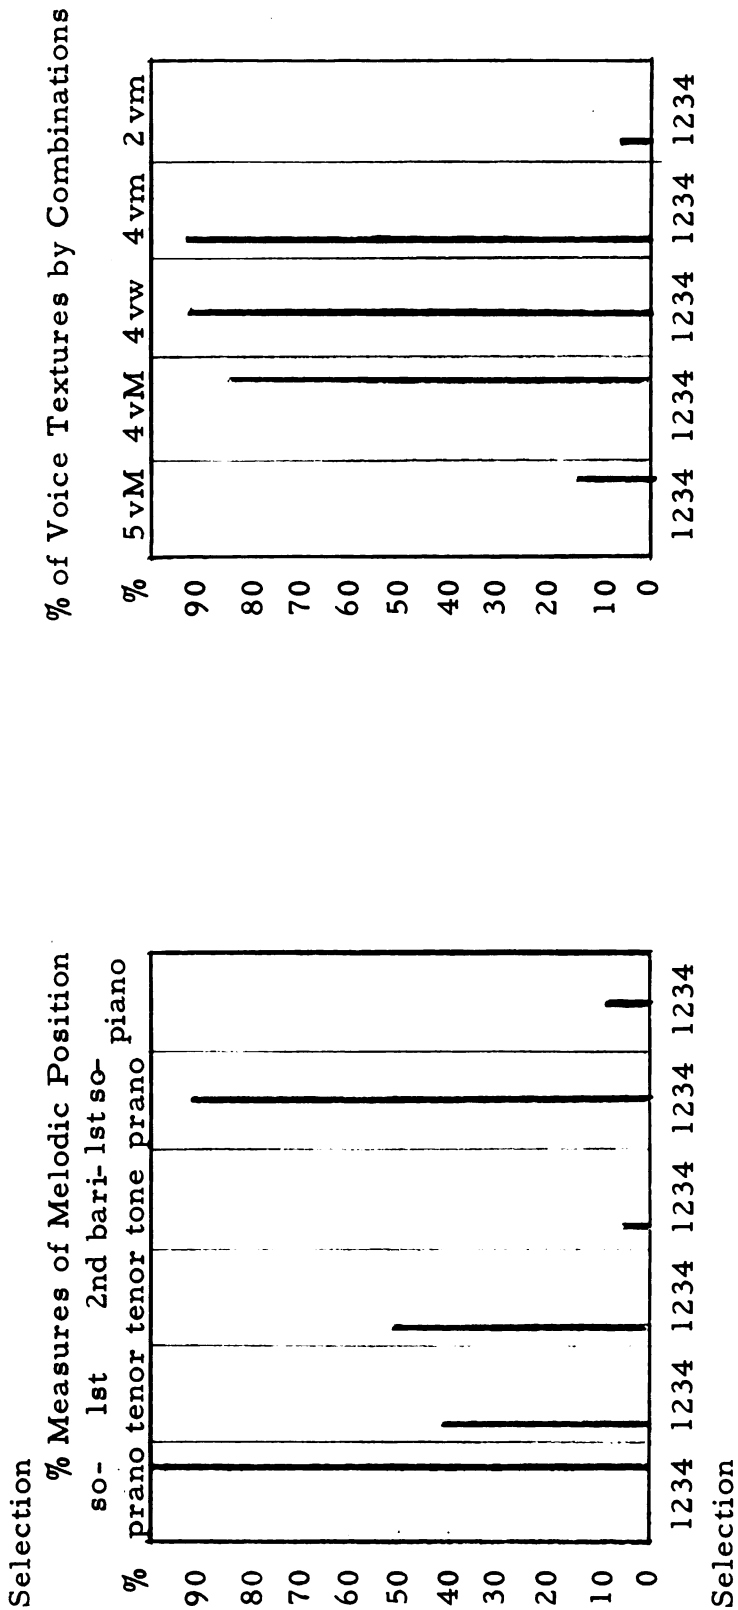 Selection
% Measures of Melodic Position
so- 1st 2nd bari- 1st so-
prano tenor tenor tone prano piano
%
90
80
70
60
50
40
30
20
10
0
1234 1234 1234 1234 1234 1234
Selection
% of Voice Textures by Combinations
% 5 vM 4 vM 4 vw 4 vm 2 vm
90
80
70
60
50
40
30
20
10
0
1234 1234 1234 1234 1234